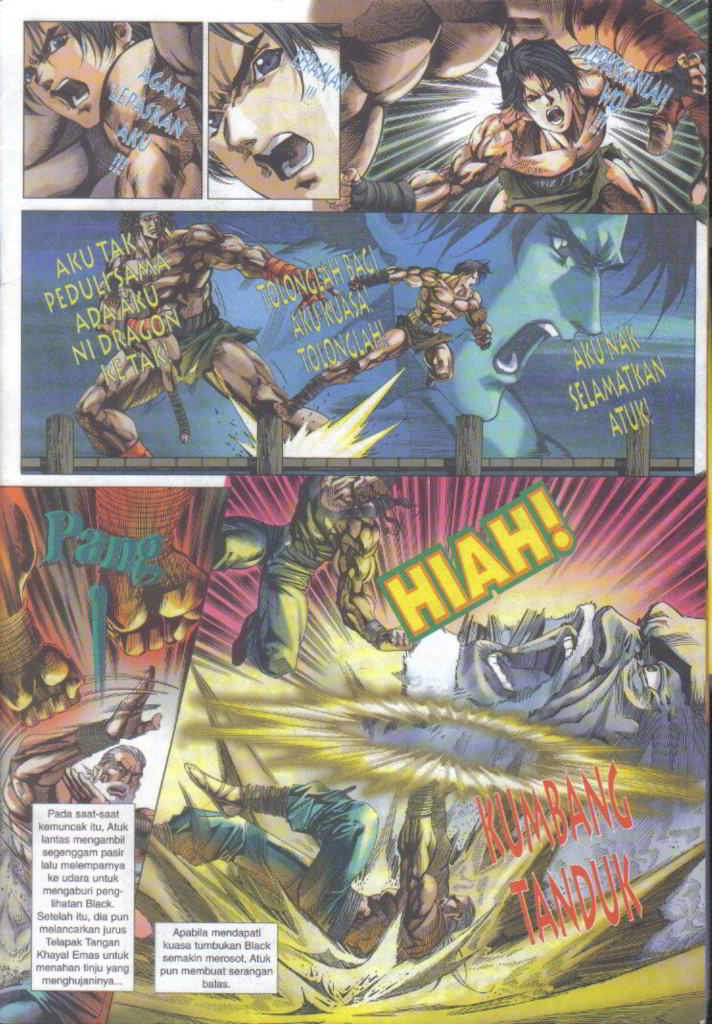 AGAM,
LEPASKAN
AKU
!!!
LEPASKAN
!!!
LEPASKANLAH
WOI
!!!
AKU TAK
PEDULI SAMA
ADA AKU
NI DRAGON
KE TAK!
TOLONGLAH BAGI
AKU KUASA!
TOLONGLAH
AKU NAK
SELAMATKAN
ATUK!
Pang
!
HIAH!
KUMBANG
TANDUK
Pada saat-saat
kemuncak itu, Atuk
lantas mengambil
segenggam pasir
lalu melemparnya
ke udara untuk
mengaburi peng-
lihatan Black.
Setelah itu, dia pun
melancarkan jurus
Telapak Tangan
Khayal Emas untuk
menahan tinju yang
menghujaninya...
Apabila mendapati
kuasa tumbukan Black
semakin merosot, Atuk
pun membuat serangan
balas.